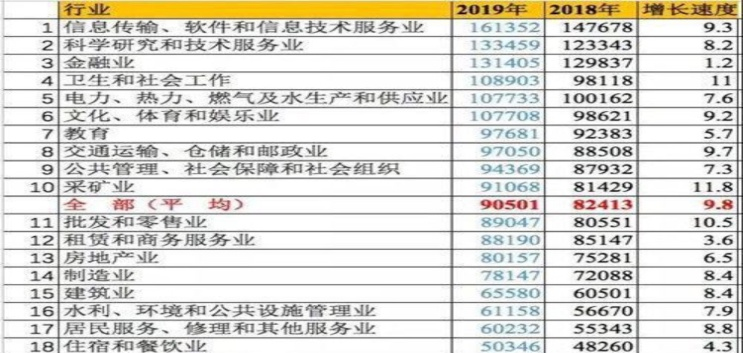 行业 2019年 2018年 增长速度
1 信息传输、软件和信息技术服务业 161352 147678 9.3
2 科学研究和技术服务业 133459 123343 8.2
3 金融业 131405 129837 1.2
4 卫生和社会工作 108903 98118 11
5 电力、热力、燃气及水生产和供应业 107733 100162 7.6
6 文化、体育和娱乐业 107708 98621 9.2
7 教育 97681 92383 5.7
8 交通运输、仓储和邮政业 97050 88508 9.7
9 公共管理、社会保障和社会组织 94369 87932 7.3
10 采矿业 91068 81429 11.8
全 部（平 均） 90501 82413 9.8
11 批发和零售业 89047 80551 10.5
12 租赁和商务服务业 88190 85147 3.6
13 房地产业 80157 75281 6.5
14 制造业 78147 72088 8.4
15 建筑业 65580 60501 8.4
16 水利、环境和公共设施管理业 61158 56670 7.9
17 居民服务、修理和其他服务业 60232 55343 8.8
18 住宿和餐饮业 50346 48260 4.3